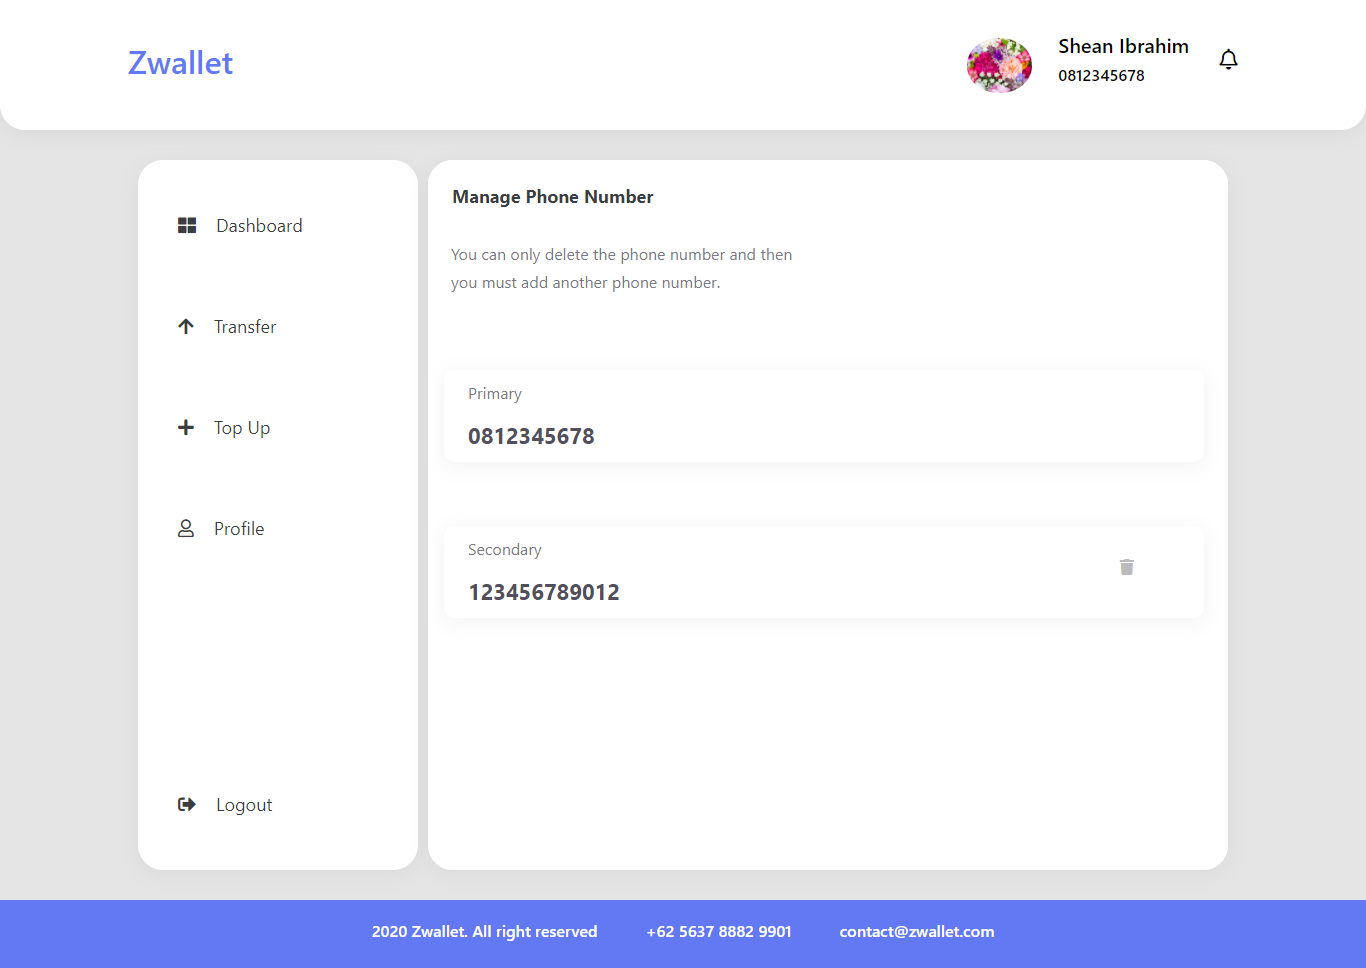 Zwallet
Shean Ibrahim
0812345678
Dashboard
Transfer
Top Up
Profile
Logout
Manage Phone Number
You can only delete the phone number and then
you must add another phone number.
Primary
0812345678
Secondary
123456789012
2020 Zwallet. All right reserved
+62 5637 8882 9901
contact@zwallet.com